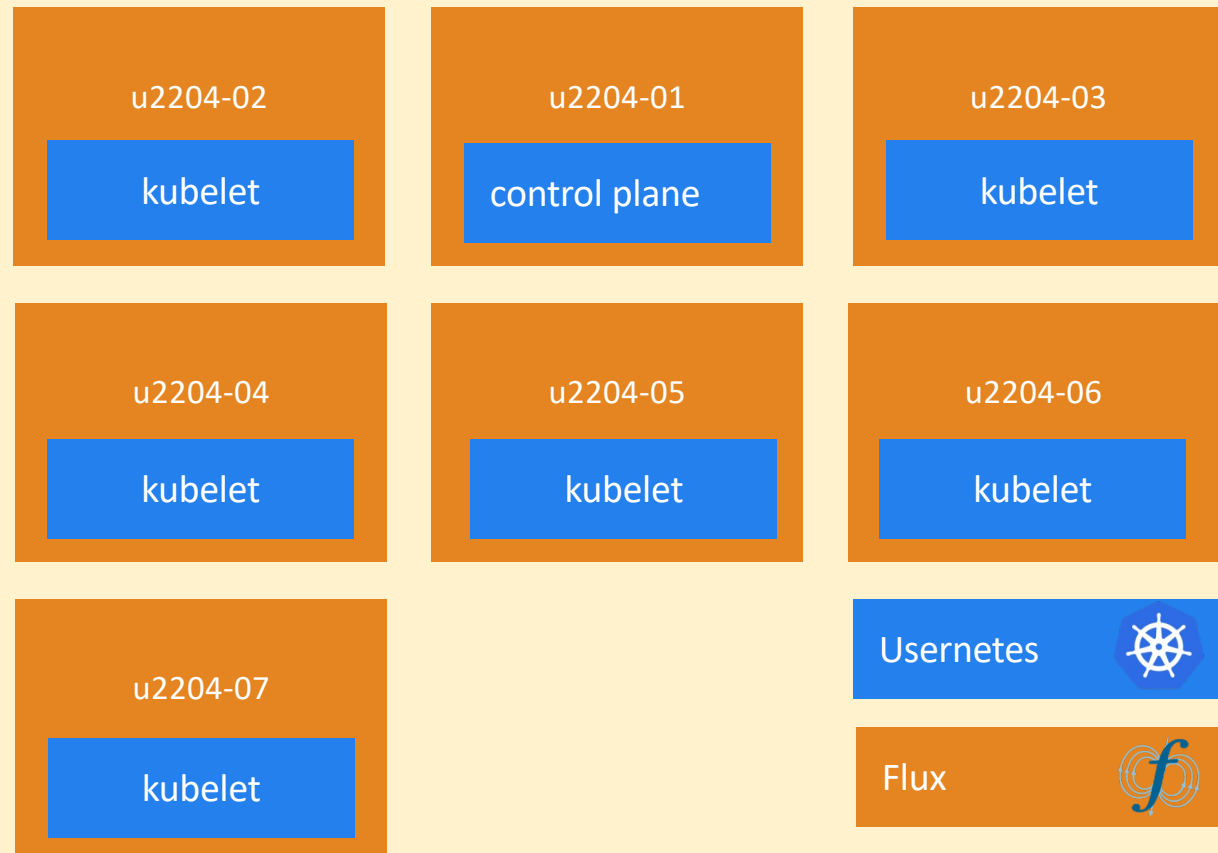 u2204-02
kubelet
u2204-01
control plane
u2204-03
kubelet
u2204-04
kubelet
u2204-05
kubelet
u2204-06
kubelet
u2204-07
kubelet
Usernetes
Flux
f